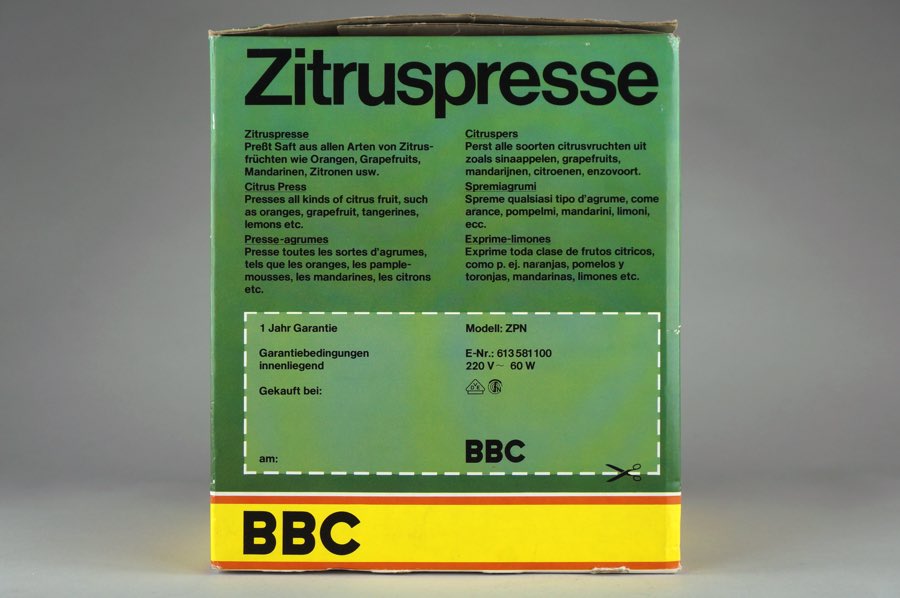 Zitruspresse
Zitruspresse
Preßt Saft aus allen Arten von Zitrus-
früchten wie Orangen, Grapefruits,
Mandarinen, Zitronen usw.
Citrus Press
Presses all kinds of citrus fruit, such
as oranges, grapefruit, tangerines,
lemons etc.
Presse-agrumes
Presse toutes les sortes d'agrumes,
tels que les oranges, les pample-
mousses, les mandarines, les citrons
etc.
Citruspers
Perst alle soorten citrusvruchten uit
zoals sinaappelen, grapefruits,
mandarijnen, citroenen, enzovoort.
Spremiagrumi
Spreme qualsiasi tipo d'agrume, come
arance, pompelmi, mandarini, limoni,
ecc.
Exprime-limones
Exprime toda clase de frutos cítricos,
como p. ej. naranjas, pomelos y
toronjas, mandarinas, limones etc.
1 Jahr Garantie
Garantiebedingungen
innenliegend
Gekauft bei:
am:
Modell: ZPN
E-Nr.: 613 581 100
220 V~ 60 W
BBC
BBC